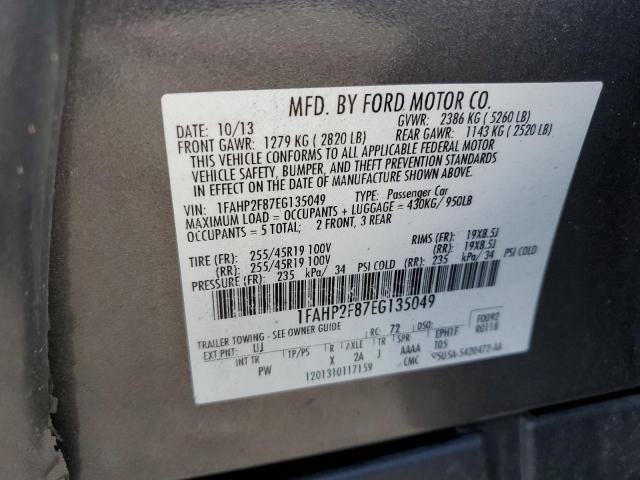 MFD. BY FORD MOTOR CO.
DATE: 10/13 GVWR: 2386 KG ( 5260 LB)
FRONT GAWR: 1279 KG ( 2820 LB) REAR GAWR: 1143 KG ( 2520 LB)
THIS VEHICLE CONFORMS TO ALL APPLICABLE FEDERAL MOTOR
VEHICLE SAFETY, BUMPER, AND THEFT PREVENTION STANDARDS
IN EFFECT ON THE DATE OF MANUFACTURE SHOWN ABOVE.
VIN: 1FAHP2F87EG135049 TYPE: Passenger Car
MAXIMUM LOAD = OCCUPANTS + LUGGAGE = 430KG/ 950LB
OCCUPANTS = 5 TOTAL; 2 FRONT, 3 REAR
TIRE (FR): 255/45R19 100V RIMS (FR): 19X8.5J
(RR): 255/45R19 100V (RR): 19X8.5J
PRESSURE (FR): 235 kPa/ 34 PSI COLD (RR): 235 kPa/ 34 PSI COLD
1FAHP2F87EG135049
TRAILER TOWING - SEE OWNER GUIDE RC: 72 DSO: F0092
EXT PNT: UJ R AXLE TR SPR EPH1F R0118
INT TR TP/PS X 2A J AAAA T05
PW CMC
1201310117159